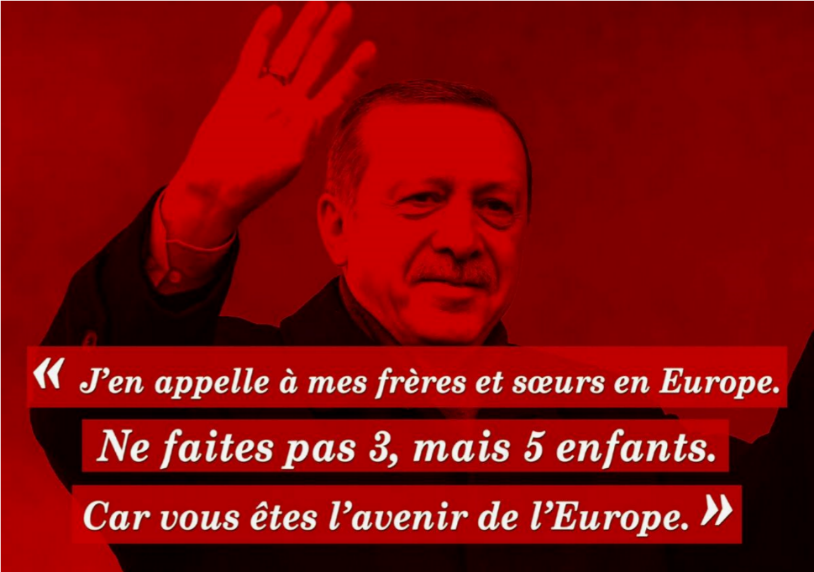 « J'en appelle à mes frères et sœurs en Europe.
Ne faites pas 3, mais 5 enfants.
Car vous êtes l'avenir de l'Europe. »